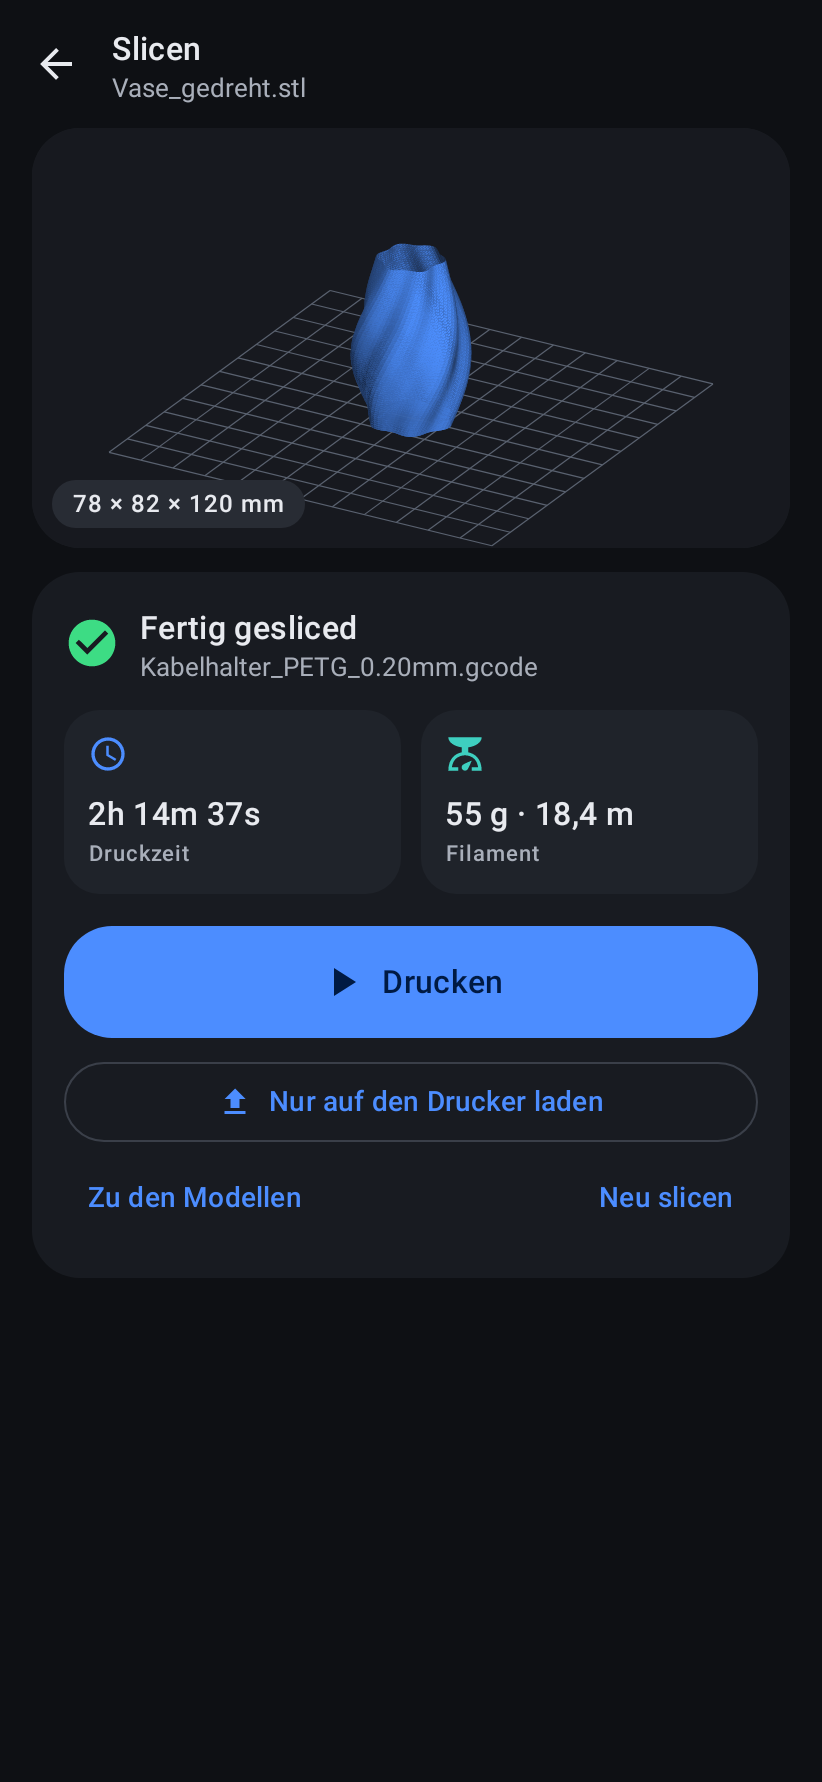 Slicen
Vase_gedreht.stl
78 × 82 × 120 mm
Fertig gesliced
Kabelhalter_PETG_0.20mm.gcode
2h 14m 37s
Druckzeit
55 g · 18,4 m
Filament
Drucken
Nur auf den Drucker laden
Zu den Modellen
Neu slicen